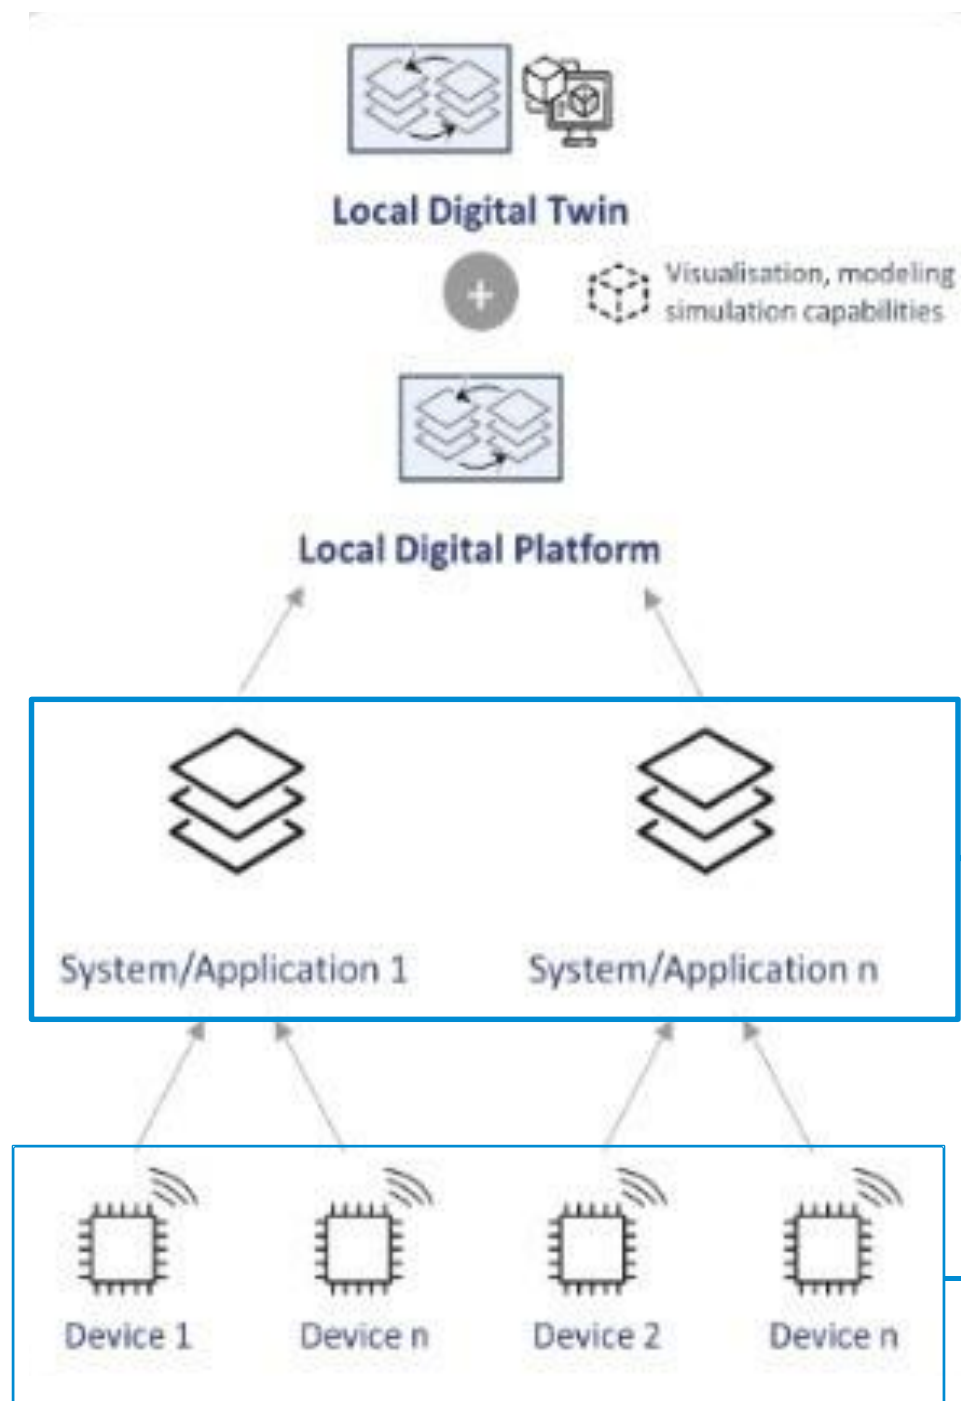 Local Digital Twin
+
Visualisation, modeling
simulation capabilities
Local Digital Platform
System/Application 1
System/Application n
Device 1
Device n
Device 2
Device n